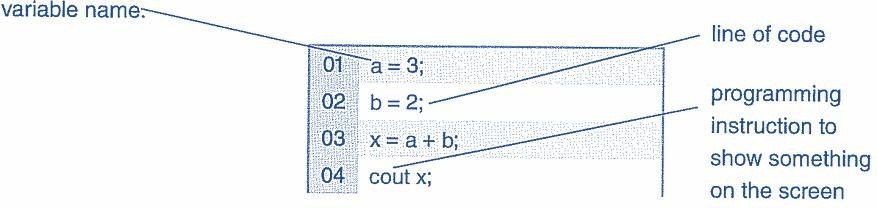 variable name.
01 a = 3;
02 b = 2;
03 x = a + b;
04 cout x;
line of code
programming
instruction to
show something
on the screen